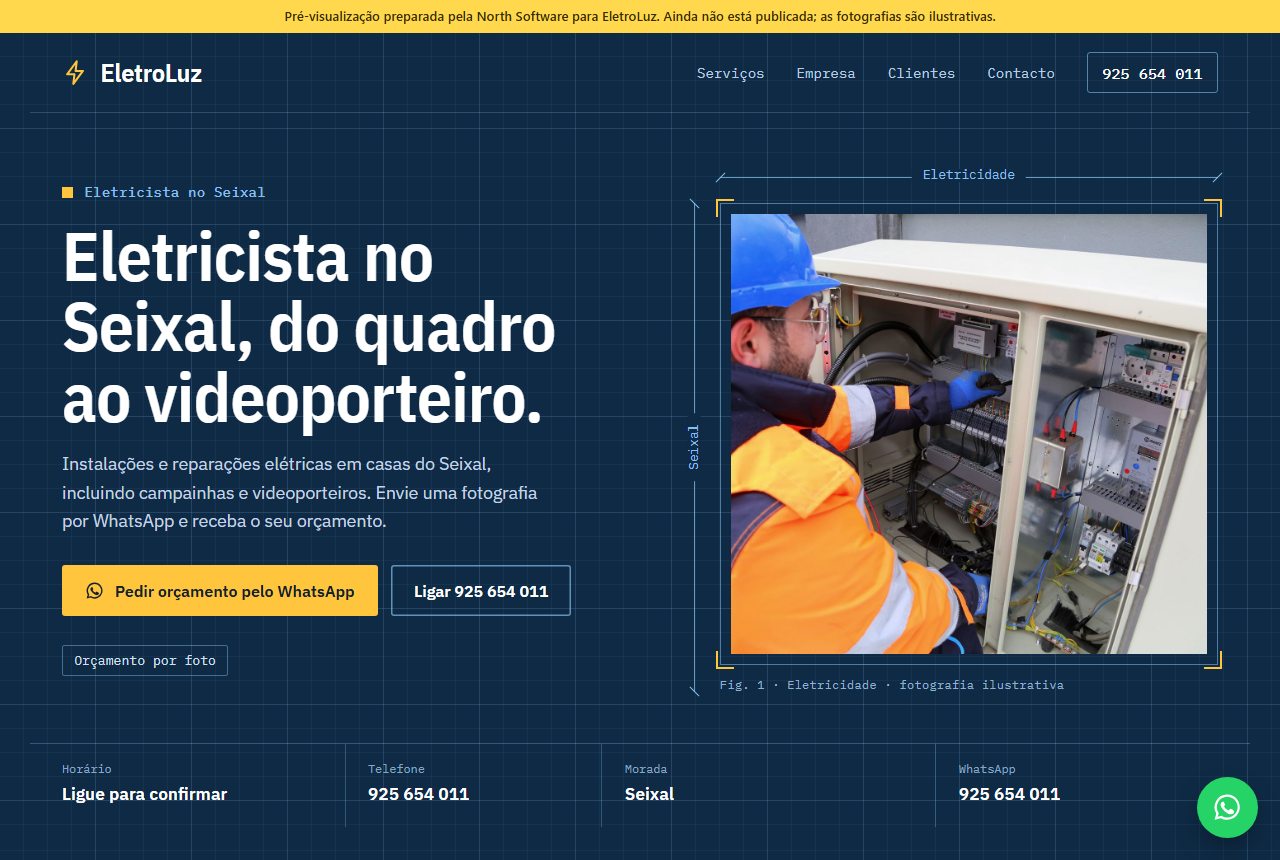 Pré-visualização preparada pela North Software para EletroLuz. Ainda não está publicada; as fotografias são ilustrativas.
EletroLuz
Serviços
Empresa
Clientes
Contacto
925 654 011
Eletricista no Seixal
Eletricista no
Seixal, do quadro
ao videoporteiro.
Instalações e reparações elétricas em casas do Seixal,
incluindo campainhas e videoporteiros. Envie uma fotografia
por WhatsApp e receba o seu orçamento.
Pedir orçamento pelo WhatsApp
Ligar 925 654 011
Orçamento por foto
Eletricidade
Seixal
Fig. 1 · Eletricidade · fotografia ilustrativa
Horário
Ligue para confirmar
Telefone
925 654 011
Morada
Seixal
WhatsApp
925 654 011